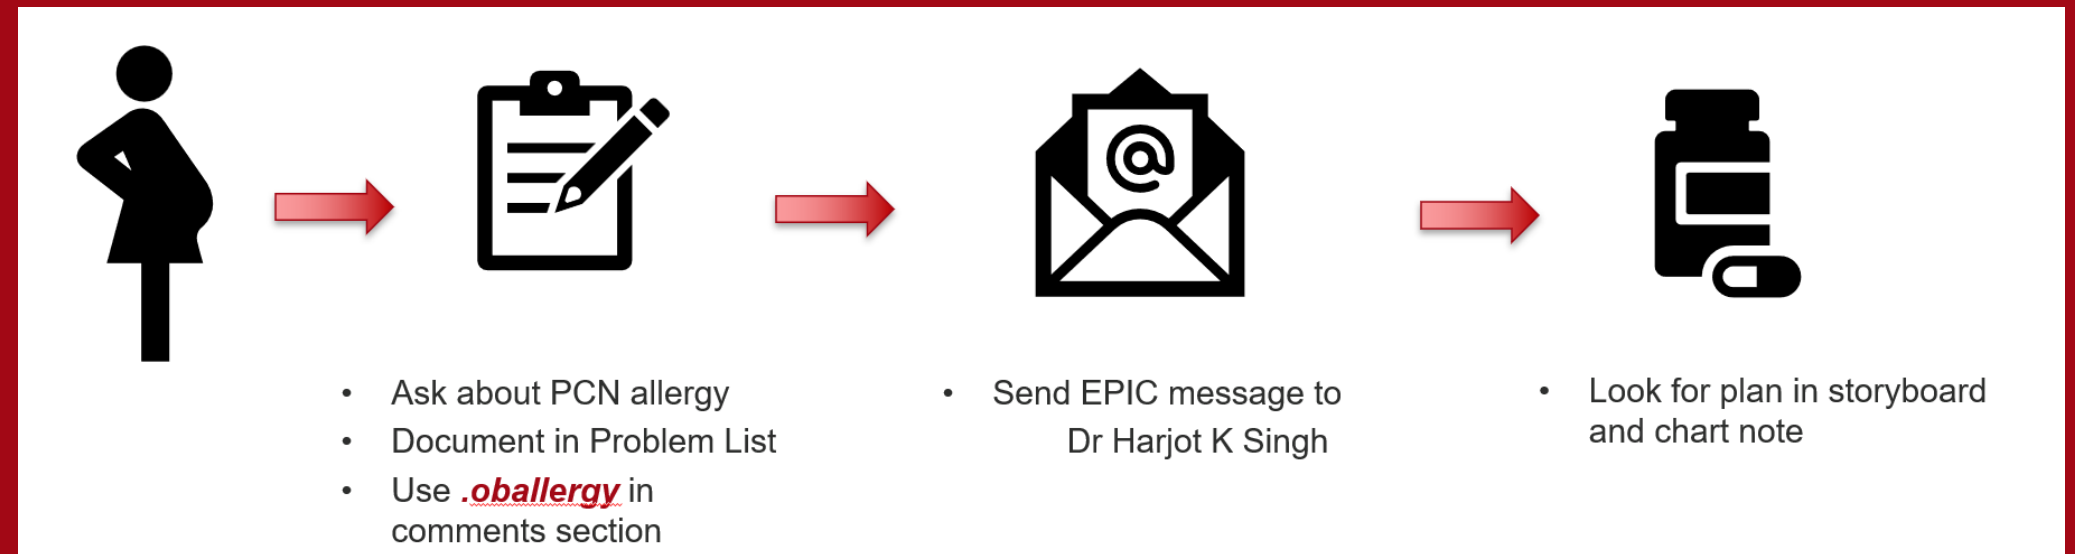 • Ask about PCN allergy
• Document in Problem List
• Use .oballergy in
comments section
• Send EPIC message to
Dr Harjot K Singh
• Look for plan in storyboard
and chart note